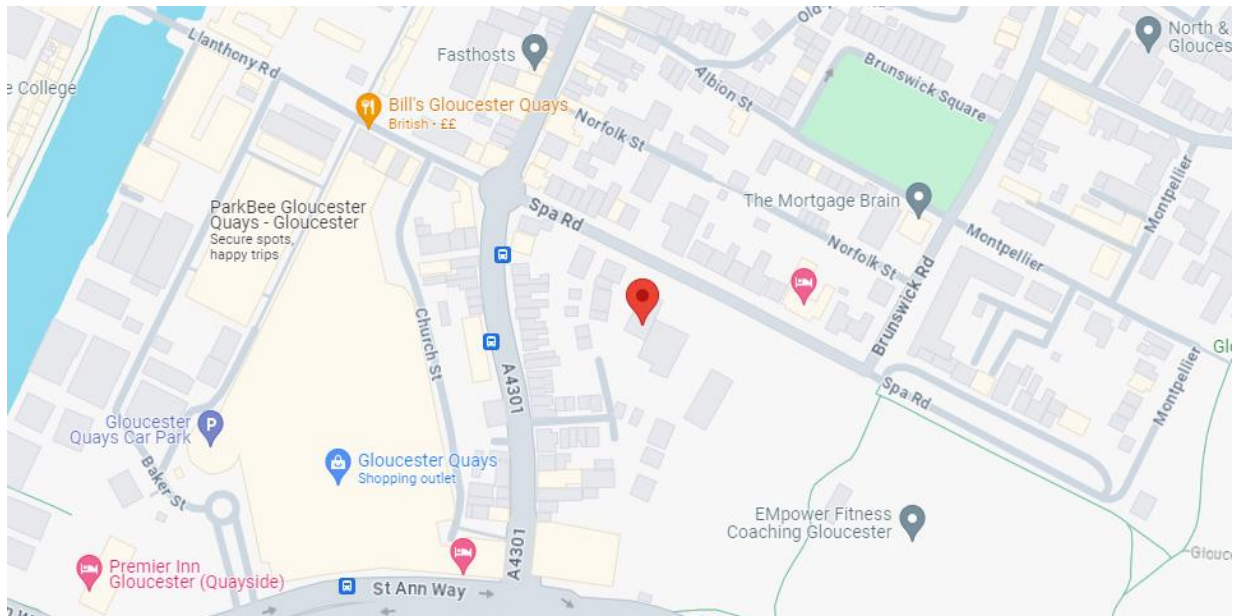 Llanthony Rd
Fasthosts
Old
North &
Glouces
e College
Bill's Gloucester Quays
British · ££
Albion St
Brunswick Square
Norfolk St
ParkBee Gloucester
Quays - Gloucester
Secure spots,
happy trips
Spa Rd
The Mortgage Brain
Norfolk St
Montpellier
Montpellier
Brunswick Rd
Church St
A4301
Glo
Spa Rd
Montpellier
Gloucester
Quays Car Park
P
Baker St
Gloucester Quays
Shopping outlet
EMpower Fitness
Coaching Gloucester
A4301
Premier Inn
Gloucester (Quayside)
St Ann Way
Glouc